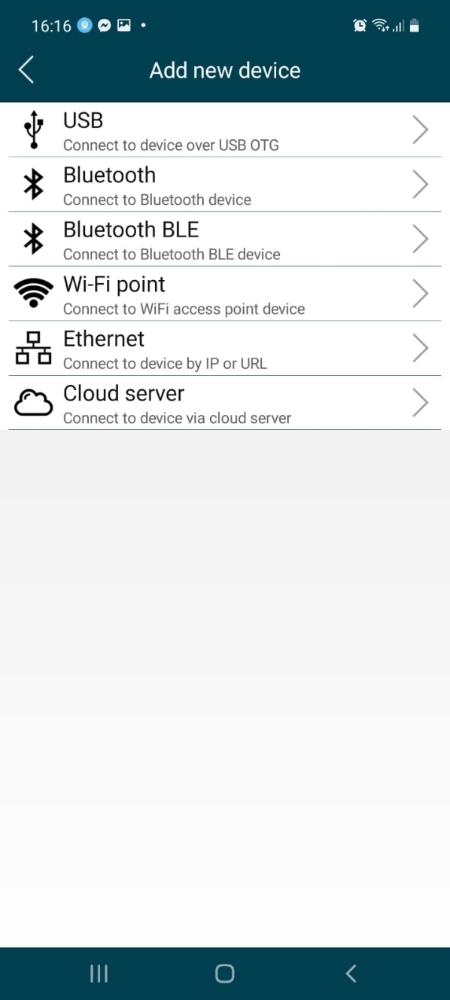 16:16
Add new device
USB
Connect to device over USB OTG
Bluetooth
Connect to Bluetooth device
Bluetooth BLE
Connect to Bluetooth BLE device
Wi-Fi point
Connect to WiFi access point device
Ethernet
Connect to device by IP or URL
Cloud server
Connect to device via cloud server